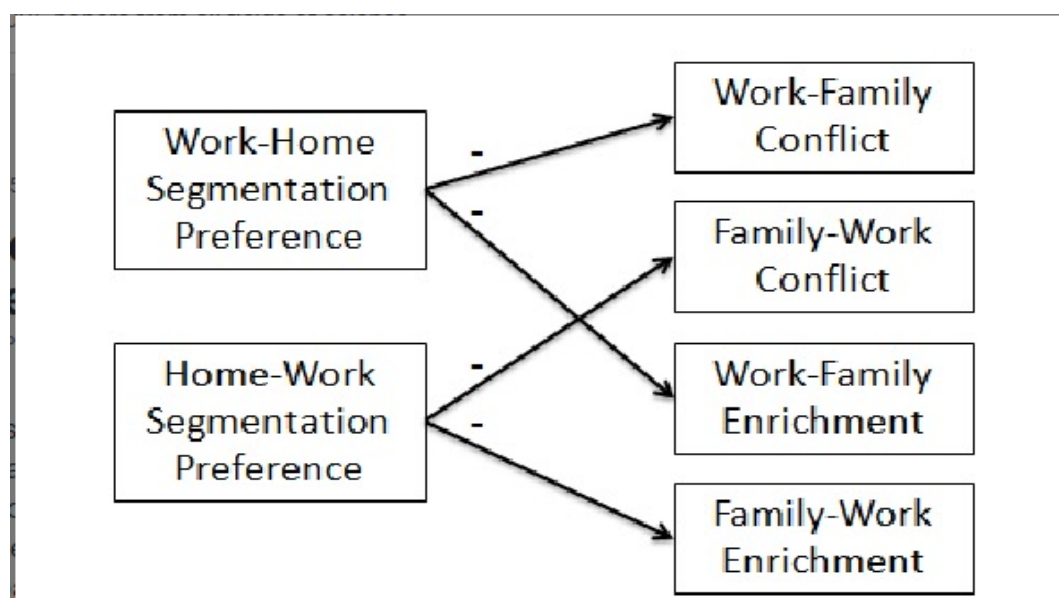 Work-Home
Segmentation
Preference
Home-Work
Segmentation
Preference
-
-
-
-
Work-Family
Conflict
Family-Work
Conflict
Work-Family
Enrichment
Family-Work
Enrichment